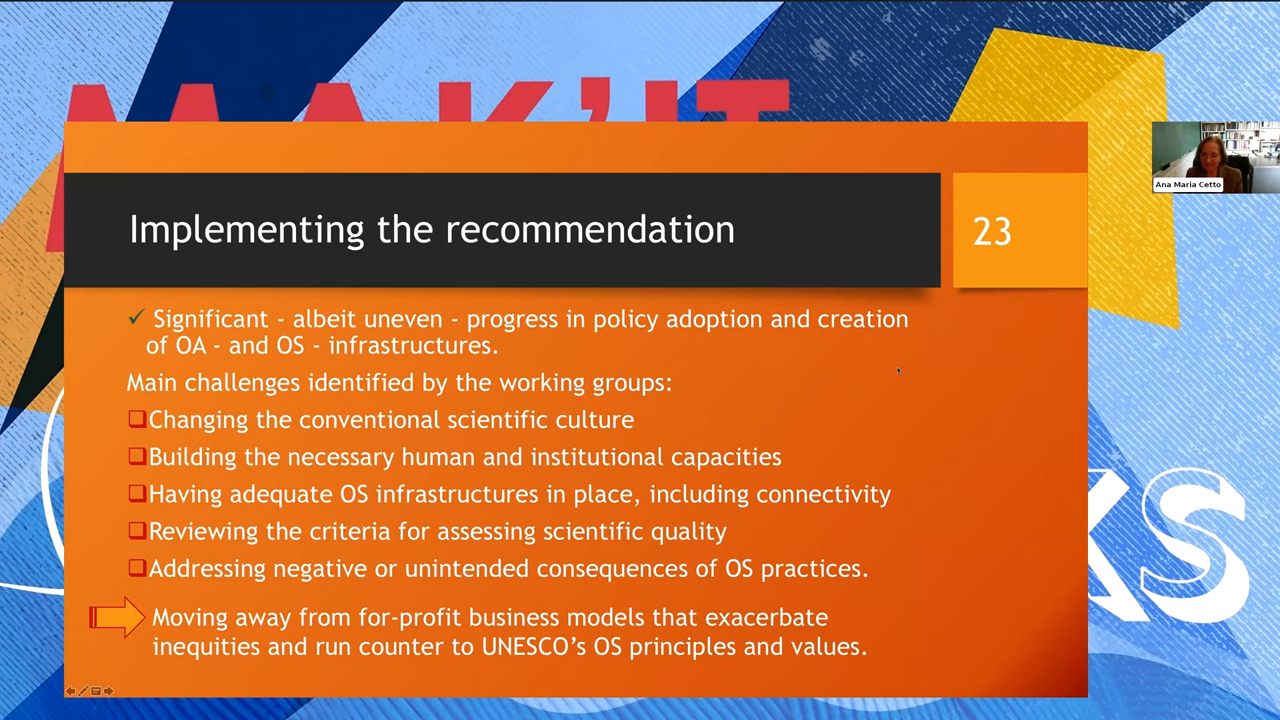 MAK'IT
Implementing the recommendation
23
Ana Maria Cetto
✓ Significant - albeit uneven - progress in policy adoption and creation
of OA - and OS - infrastructures.
Main challenges identified by the working groups:
❑Changing the conventional scientific culture
❑Building the necessary human and institutional capacities
❑Having adequate OS infrastructures in place, including connectivity
❑Reviewing the criteria for assessing scientific quality
❑Addressing negative or unintended consequences of OS practices.
Moving away from for-profit business models that exacerbate
inequities and run counter to UNESCO’s OS principles and values.